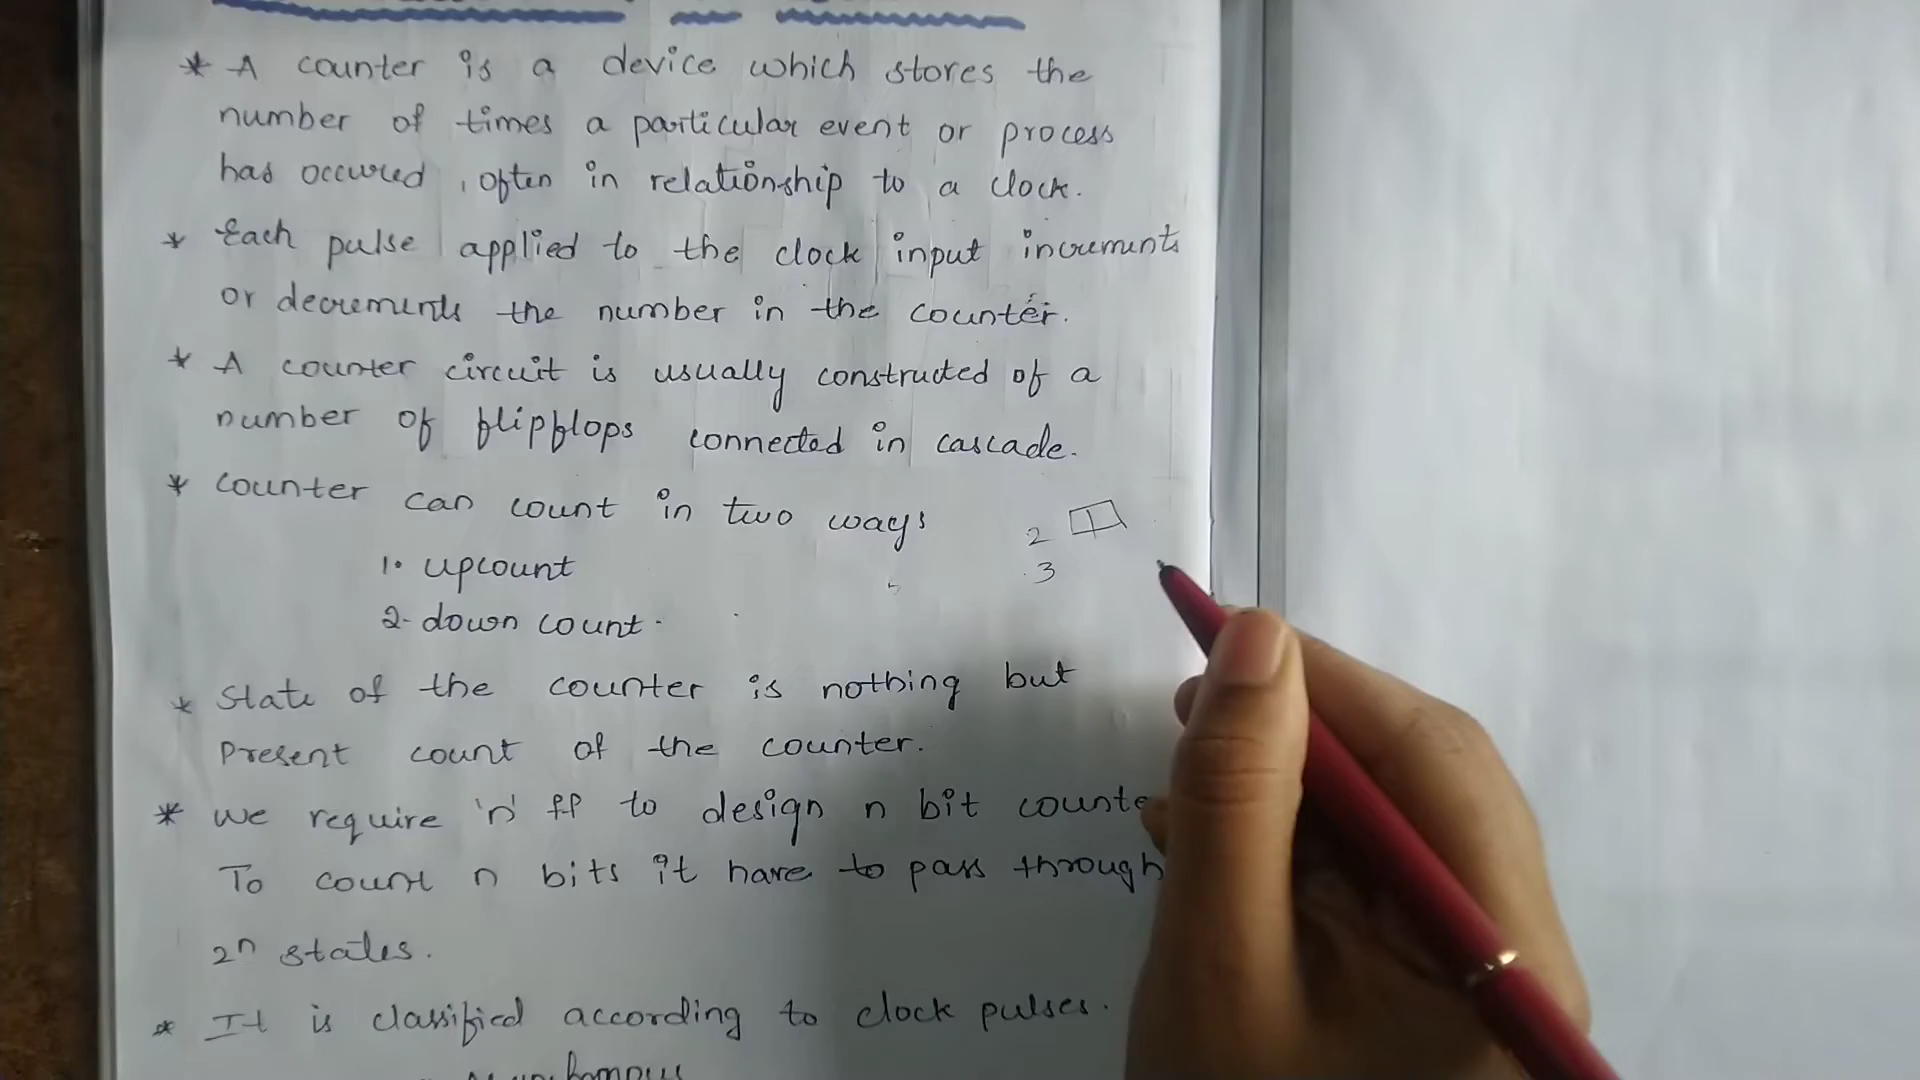 * A counter is a device which stores the
number of times a particular event or process
has occured, often in relationship to a clock.
* Each pulse applied to the clock input increments
or decrements the number in the counter.
* A counter circuit is usually constructed of a
number of flipflops connected in cascade.
* counter can count in two ways
1. upcount
2. down count.
2
3
* State of the counter is nothing but
present count of the counter.
* we require 'n' ff to design n bit counte
To count n bits it have to pass through
2ⁿ states.
* It is classified according to clock pulses.